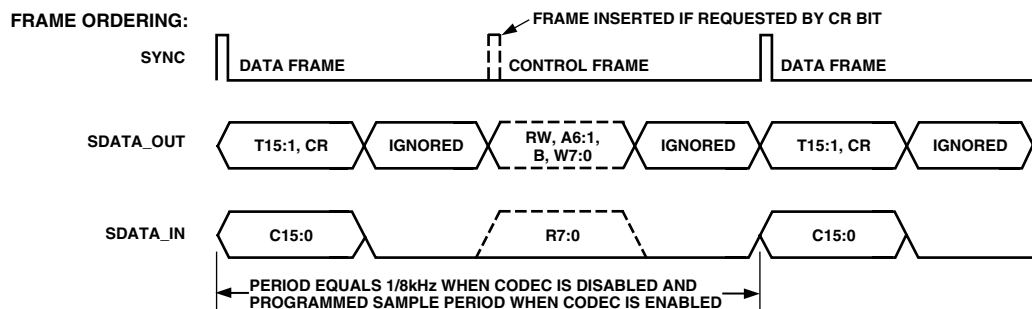 FRAME ORDERING:
FRAME INSERTED IF REQUESTED BY CR BIT
SYNC
DATA FRAME
CONTROL FRAME
DATA FRAME
SDATA_OUT
T15:1, CR
IGNORED
RW, A6:1,
B, W7:0
IGNORED
T15:1, CR
IGNORED
SDATA_IN
C15:0
R7:0
C15:0
PERIOD EQUALS 1/8kHz WHEN CODEC IS DISABLED AND
PROGRAMMED SAMPLE PERIOD WHEN CODEC IS ENABLED